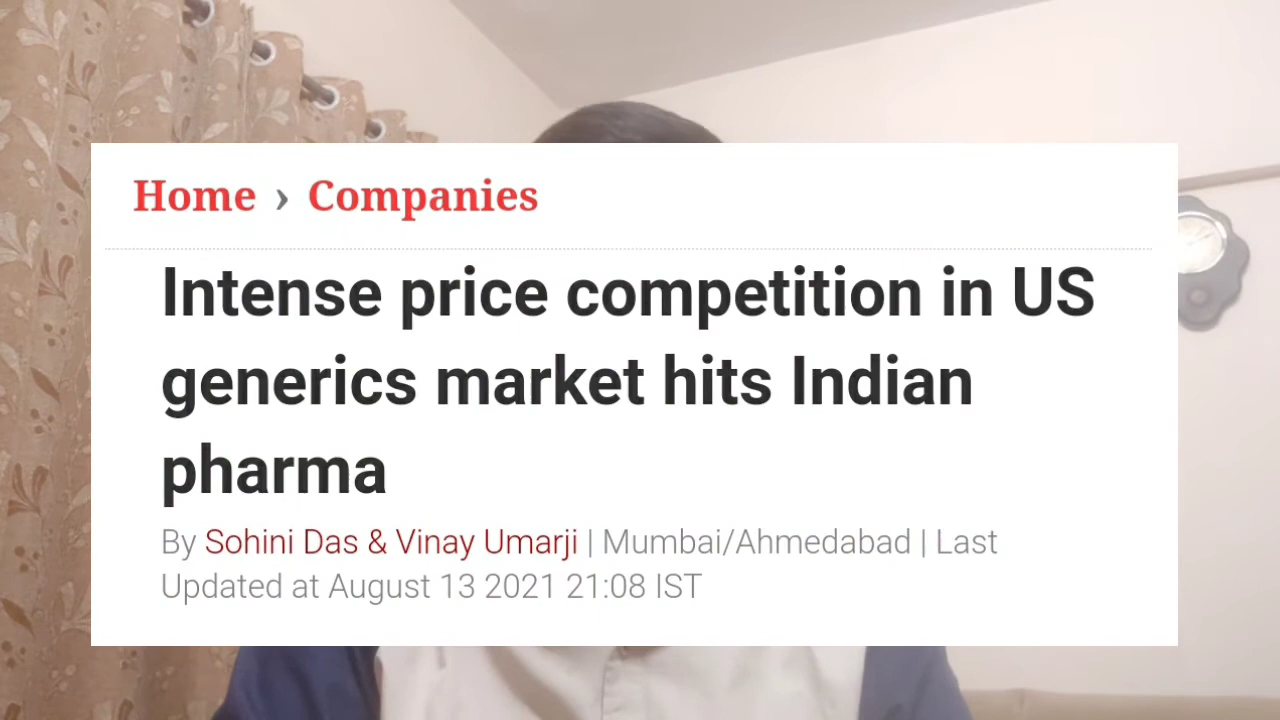 Home › Companies
Intense price competition in US
generics market hits Indian
pharma
By Sohini Das & Vinay Umarji | Mumbai/Ahmedabad | Last
Updated at August 13 2021 21:08 IST